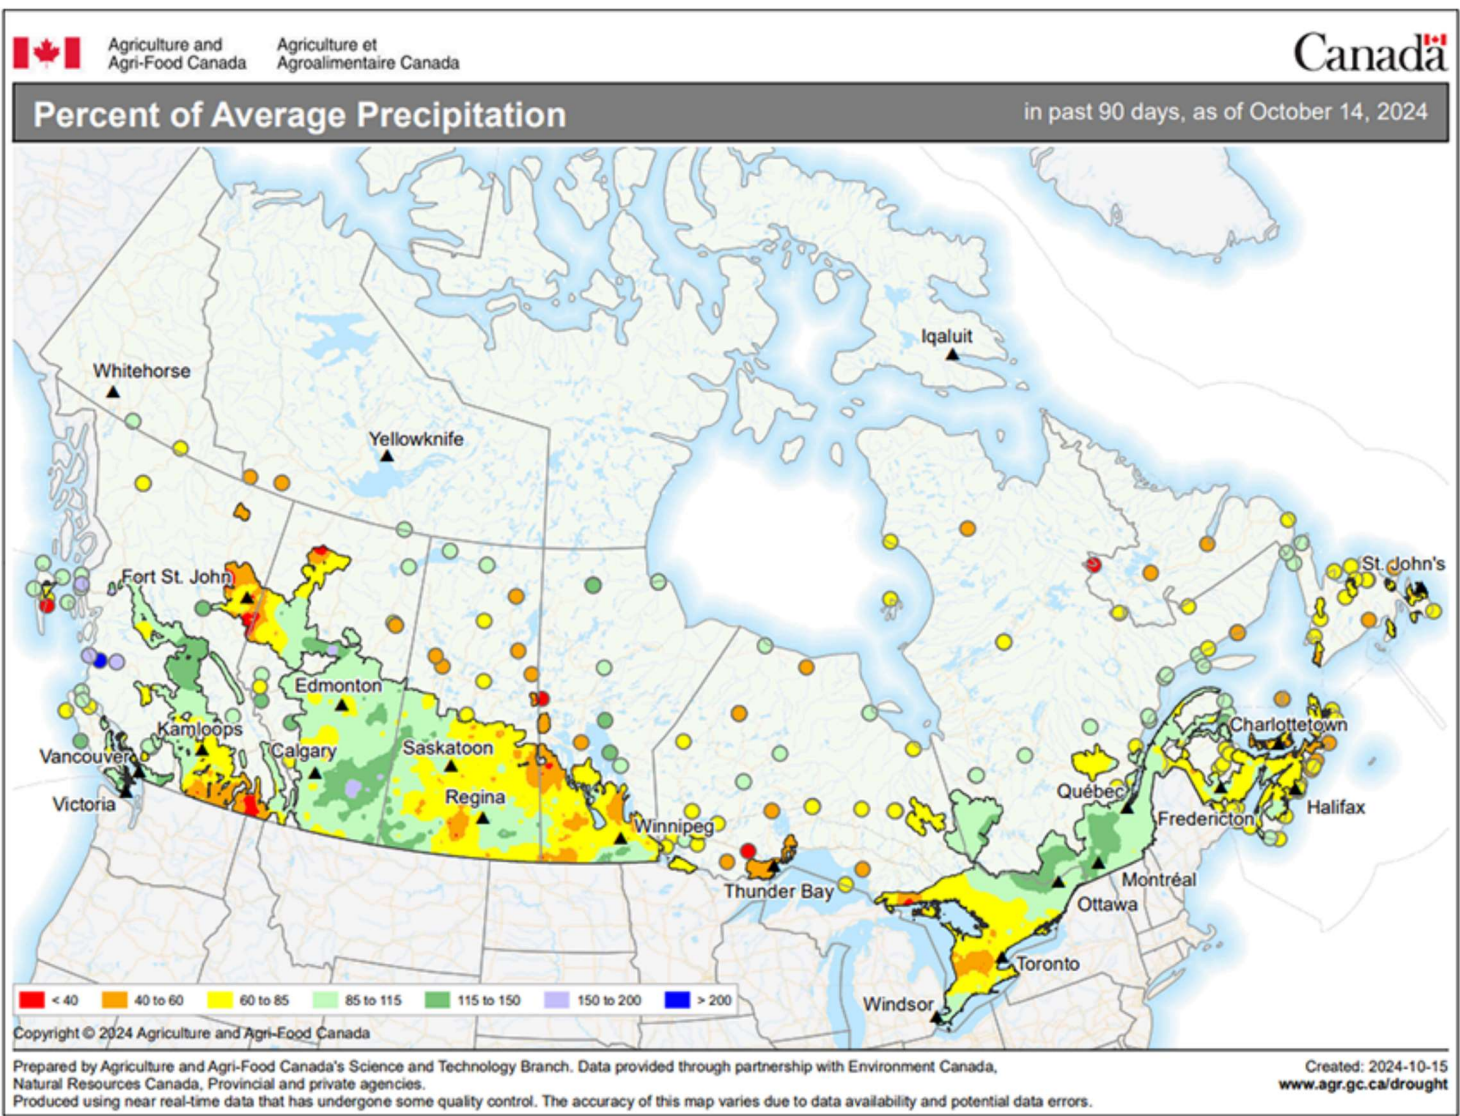 Agriculture and
Agri-Food Canada
Agriculture et
Agroalimentaire Canada
Canada
Percent of Average Precipitation
in past 90 days, as of October 14, 2024
Iqaluit
Whitehorse
Yellowknife
St. John's
Fort St. John
Edmonton
Charlottetown
Kamloops
Calgary
Saskatoon
Vancouver
Québec
Regina
Victoria
Halifax
Fredericton
Winnipeg
Montréal
Thunder Bay
Ottawa
Toronto
Windsor
< 40
40 to 60
60 to 85
85 to 115
115 to 150
150 to 200
> 200
Copyright © 2024 Agriculture and Agri-Food Canada
Prepared by Agriculture and Agri-Food Canada's Science and Technology Branch. Data provided through partnership with Environment Canada,
Natural Resources Canada, Provincial and private agencies.
Produced using near real-time data that has undergone some quality control. The accuracy of this map varies due to data availability and potential data errors.
Created: 2024-10-15
www.agr.gc.ca/drought